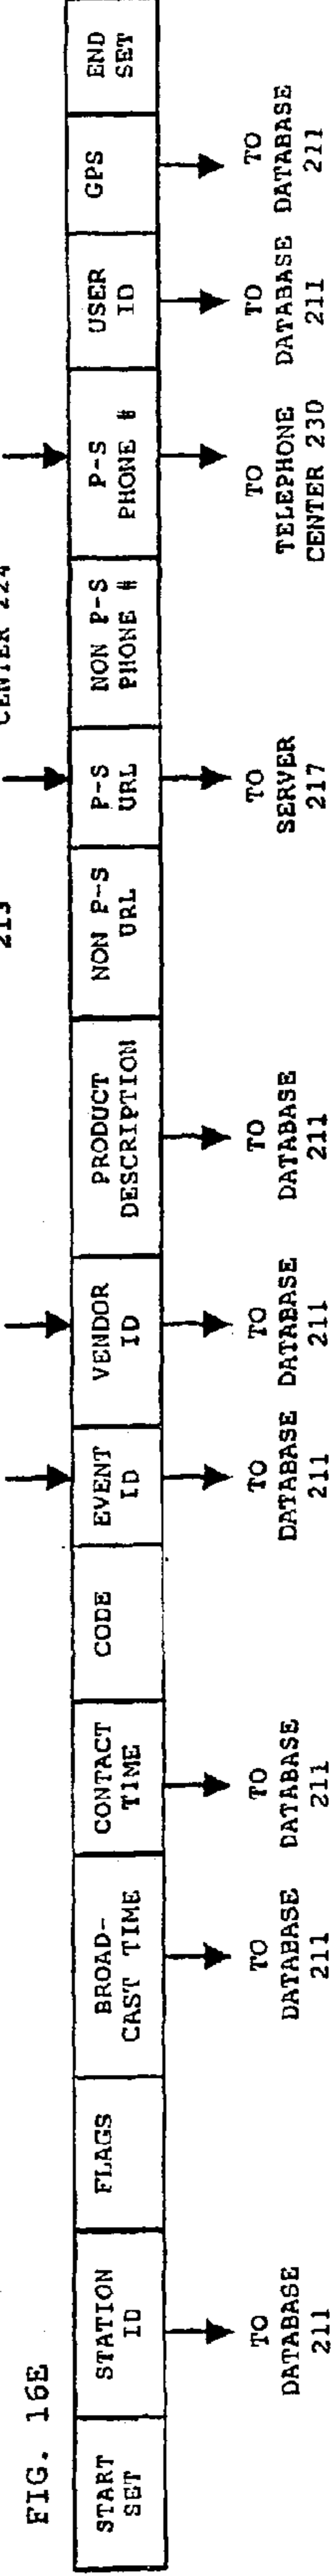 FIG. 16E
CENTER 224
213
START
SET
STATION
ID
FLAGS
BROAD-
CAST TIME
CONTACT
TIME
CODE
EVENT
ID
VENDOR
ID
PRODUCT
DESCRIPTION
NON P-S
URL
P-S
URL
NON P-S
PHONE #
P-S
PHONE #
USER
ID
GPS
END
SET
TO
DATABASE
211
TO
DATABASE
211
TO
DATABASE
211
TO
DATABASE
211
TO
DATABASE
211
TO
DATABASE
211
TO
SERVER
217
TO
TELEPHONE
CENTER 230
TO
DATABASE
211
TO
DATABASE
211